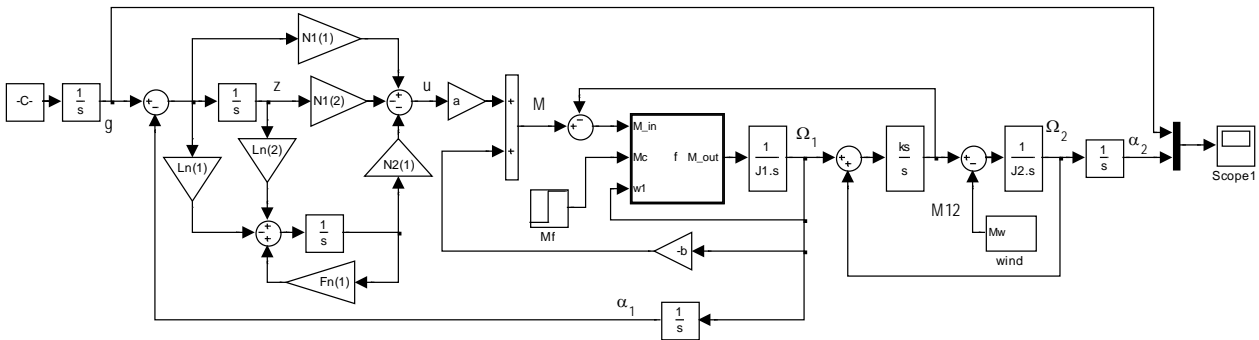 -C-
1
s
g
+
−
N1(1)
1
s
z
N1(2)
−
−
−
u
a
+
+
M
Ln(1)
Ln(2)
N2(1)
−
+
+
1
s
Fn(1)
+
−
M_in
Mc
w1
f
M_out
Mf
1
J1.s
Ω1
-b
+
+
ks
s
M12
+
−
1
J2.s
Ω2
1
s
α2
Mw
wind
Scope1
α1
1
s